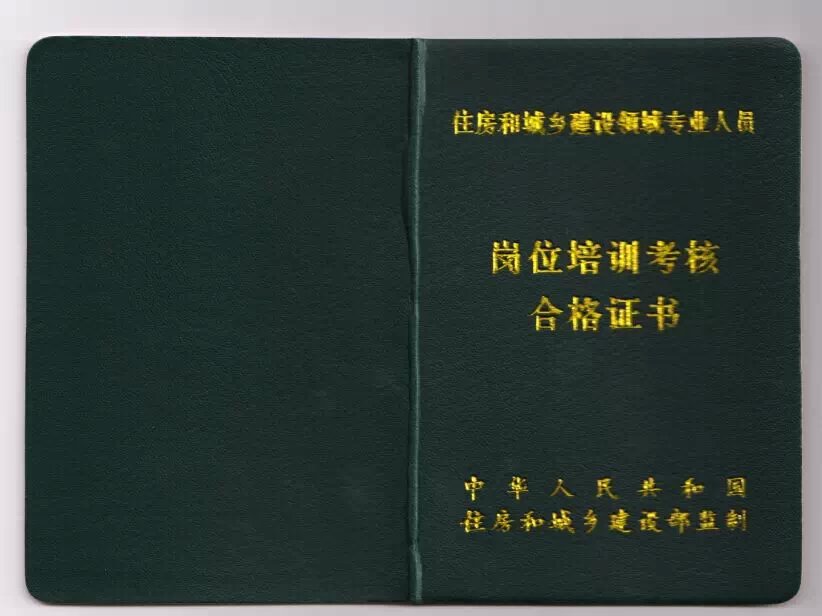 住房和城乡建设领域专业人员
岗位培训考核
合格证书
中华人民共和国
住房和城乡建设部监制